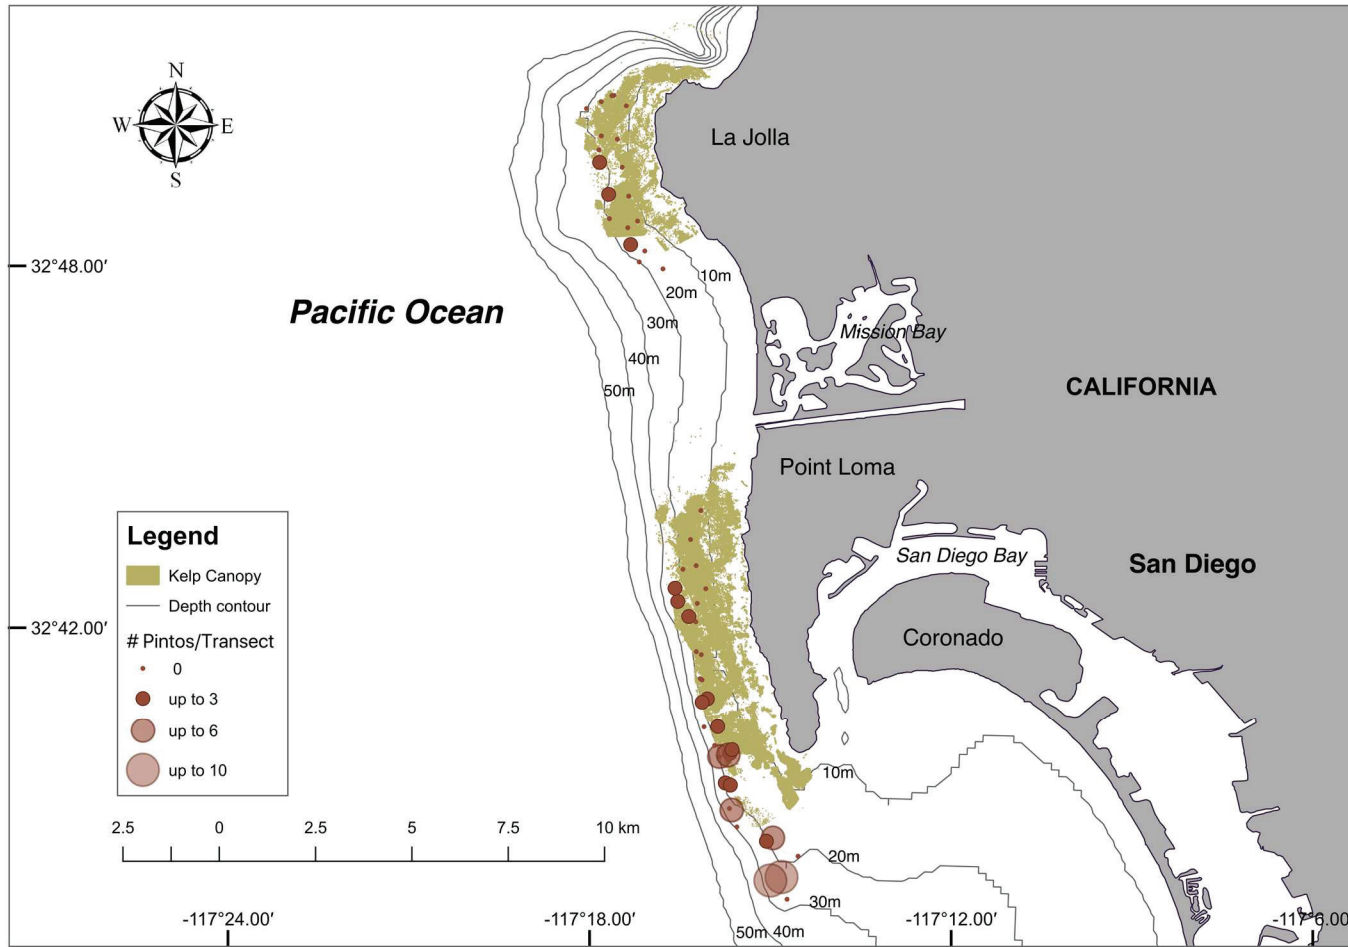 N
W E
S
La Jolla
32°48.00′
10m
20m
Pacific Ocean
30m
Mission Bay
40m
50m
CALIFORNIA
Point Loma
Legend
Kelp Canopy
Depth contour
# Pintos/Transect
0
up to 3
up to 6
up to 10
San Diego Bay
San Diego
32°42.00′
Coronado
10m
2.5 0 2.5 5 7.5 10 km
20m
30m
-117°24.00′ -117°18.00′ -117°12.00′ -117°6.00′
50m 40m